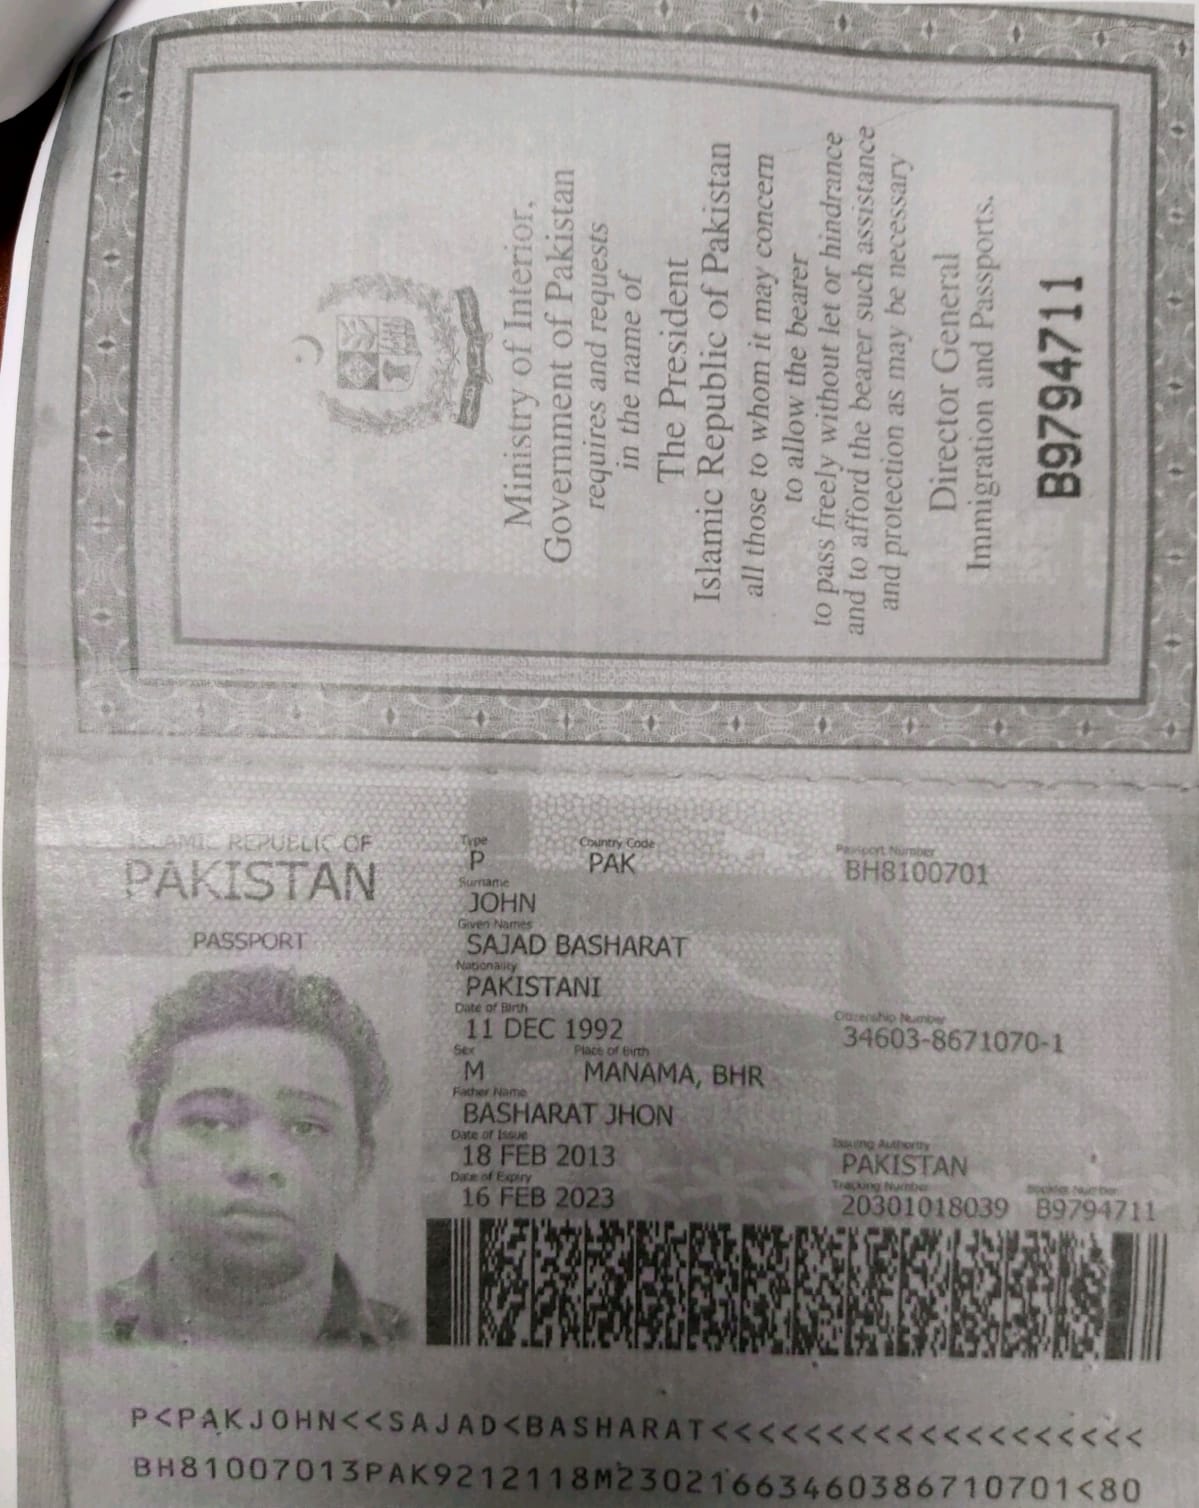 Ministry of Interior,
Government of Pakistan
requires and requests
in the name of
The President
Islamic Republic of Pakistan
all those to whom it may concern
to allow the bearer
to pass freely without let or hindrance
and to afford the bearer such assistance
and protection as may be necessary
Director General
Immigration and Passports.
B9794711
ISLAMIC REPUBLIC OF
PAKISTAN
PASSPORT
Type
P
Country Code
PAK
Passport Number
BH8100701
Surname
JOHN
Given Names
SAJAD BASHARAT
Nationality
PAKISTANI
Date of Birth
11 DEC 1992
Citizenship Number
34603-8671070-1
Sex
M
Place of Birth
MANAMA, BHR
Father Name
BASHARAT JHON
Date of Issue
18 FEB 2013
Issuing Authority
PAKISTAN
Date of Expiry
16 FEB 2023
Tracking Number
20301018039
Booklet Number
B9794711
P<PAKJOHN<<SAJAD<BASHARAT<<<<<<<<<<<<<<<<<<<
BH81007013PAK9212118M23021663460386710701<80